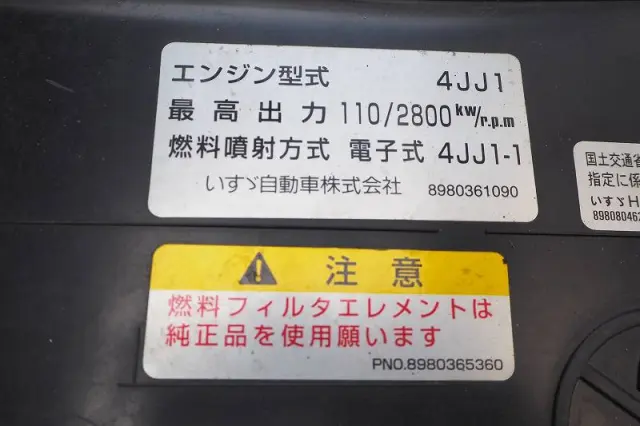 エンジン型式 4JJ1
最高出力 110/2800kW/r.p.m
燃料噴射方式 電子式 4JJ1-1
いすゞ自動車株式会社 8980361090
国土交通省
指定に係
いすゞH
898080462
⚠ 注意
燃料フィルタエレメントは
純正品を使用願います
PNO.8980365360